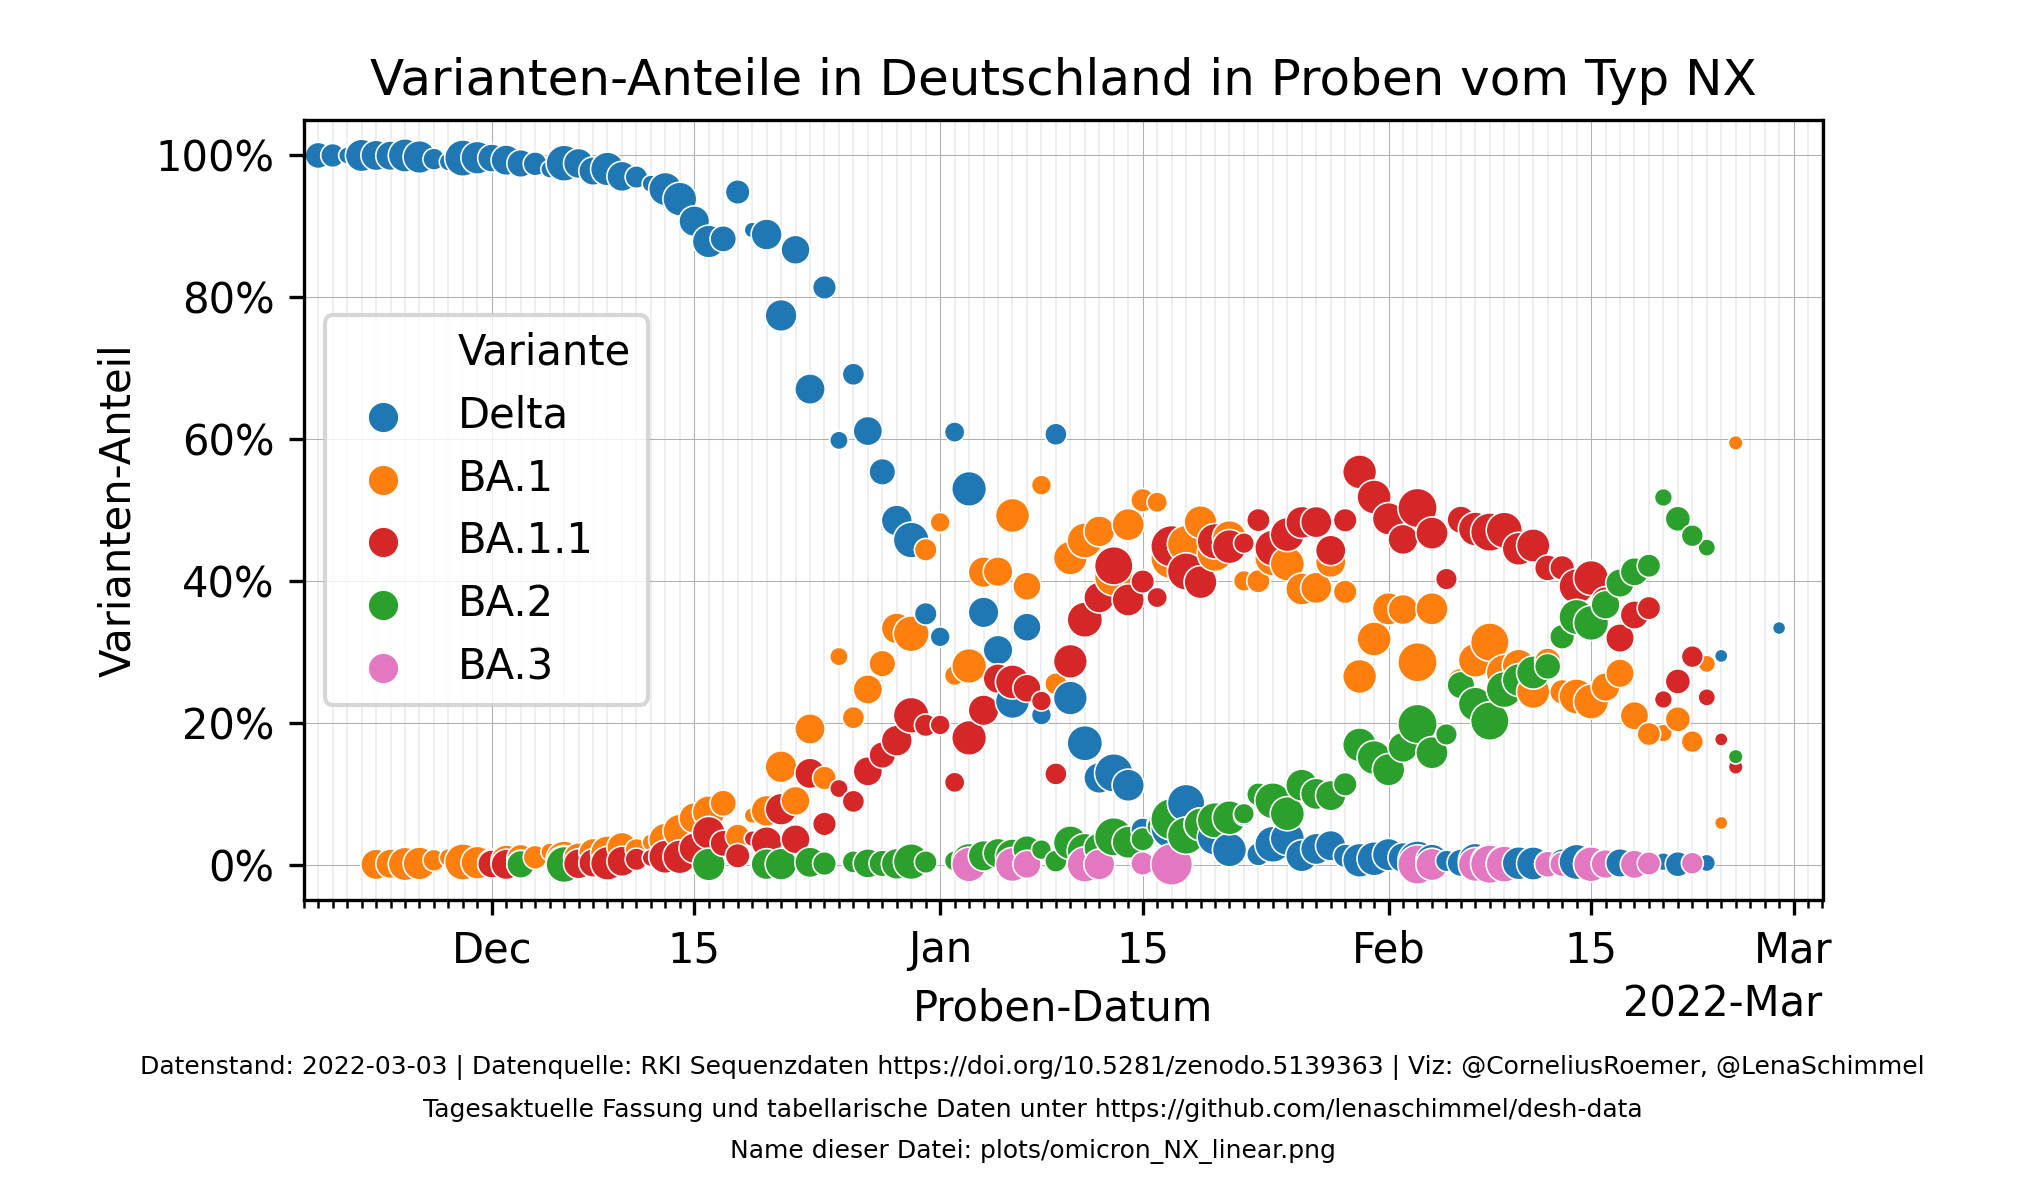 Varianten-Anteile in Deutschland in Proben vom Typ NX
Varianten-Anteil
100%
80%
60%
40%
20%
0%
Variante
Delta
BA.1
BA.1.1
BA.2
BA.3
Dec 15 Jan 15 Feb 15 Mar
Proben-Datum
2022-Mar
Datenstand: 2022-03-03 | Datenquelle: RKI Sequenzdaten https://doi.org/10.5281/zenodo.5139363 | Viz: @CorneliusRoemer, @LenaSchimmel
Tagesaktuelle Fassung und tabellarische Daten unter https://github.com/lenaschimmel/desh-data
Name dieser Datei: plots/omicron_NX_linear.png